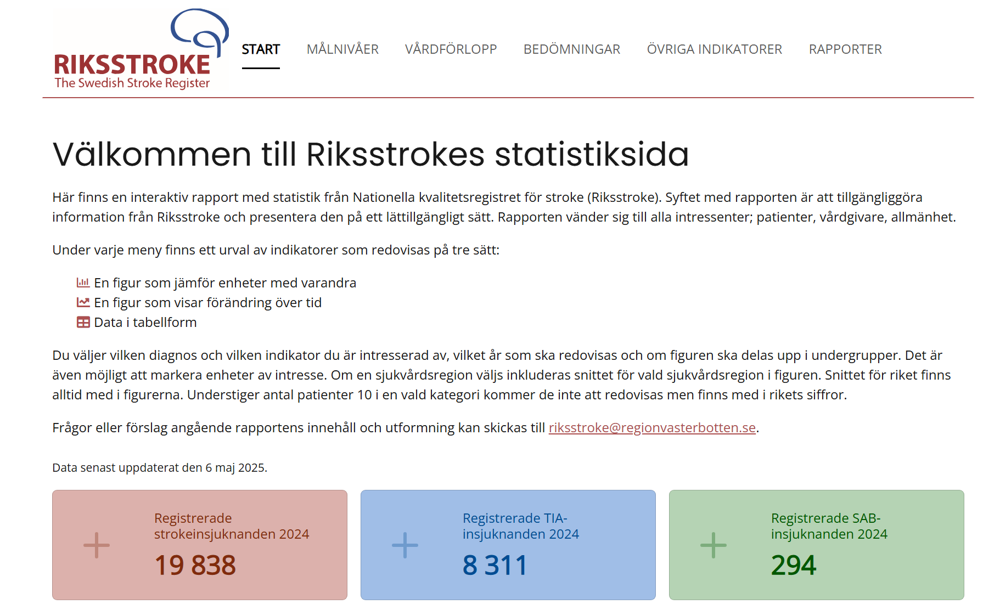 RIKSSTROKE
The Swedish Stroke Register
START MÅLNIVÅER VÅRDFÖRLOPP BEDÖMNINGAR ÖVRIGA INDIKATORER RAPPORTER
Välkommen till Riksstrokes statistiksida
Här finns en interaktiv rapport med statistik från Nationella kvalitetsregistret för stroke (Riksstroke). Syftet med rapporten är att tillgängliggöra
information från Riksstroke och presentera den på ett lättillgängligt sätt. Rapporten vänder sig till alla intressenter; patienter, vårdgivare, allmänhet.
Under varje meny finns ett urval av indikatorer som redovisas på tre sätt:
En figur som jämför enheter med varandra
En figur som visar förändring över tid
Data i tabellform
Du väljer vilken diagnos och vilken indikator du är intresserad av, vilket år som ska redovisas och om figuren ska delas upp i undergrupper. Det är
även möjligt att markera enheter av intresse. Om en sjukvårdsregion väljs inkluderas snittet för vald sjukvårdsregion i figuren. Snittet för riket finns
alltid med i figurerna. Understiger antal patienter 10 i en vald kategori kommer de inte att redovisas men finns med i rikets siffror.
Frågor eller förslag angående rapportens innehåll och utformning kan skickas till riksstroke@regionvasterbotten.se.
Data senast uppdaterat den 6 maj 2025.
Registrerade
strokeinsjuknanden 2024
19 838
Registrerade TIA-
insjuknanden 2024
8 311
Registrerade SAB-
insjuknanden 2024
294